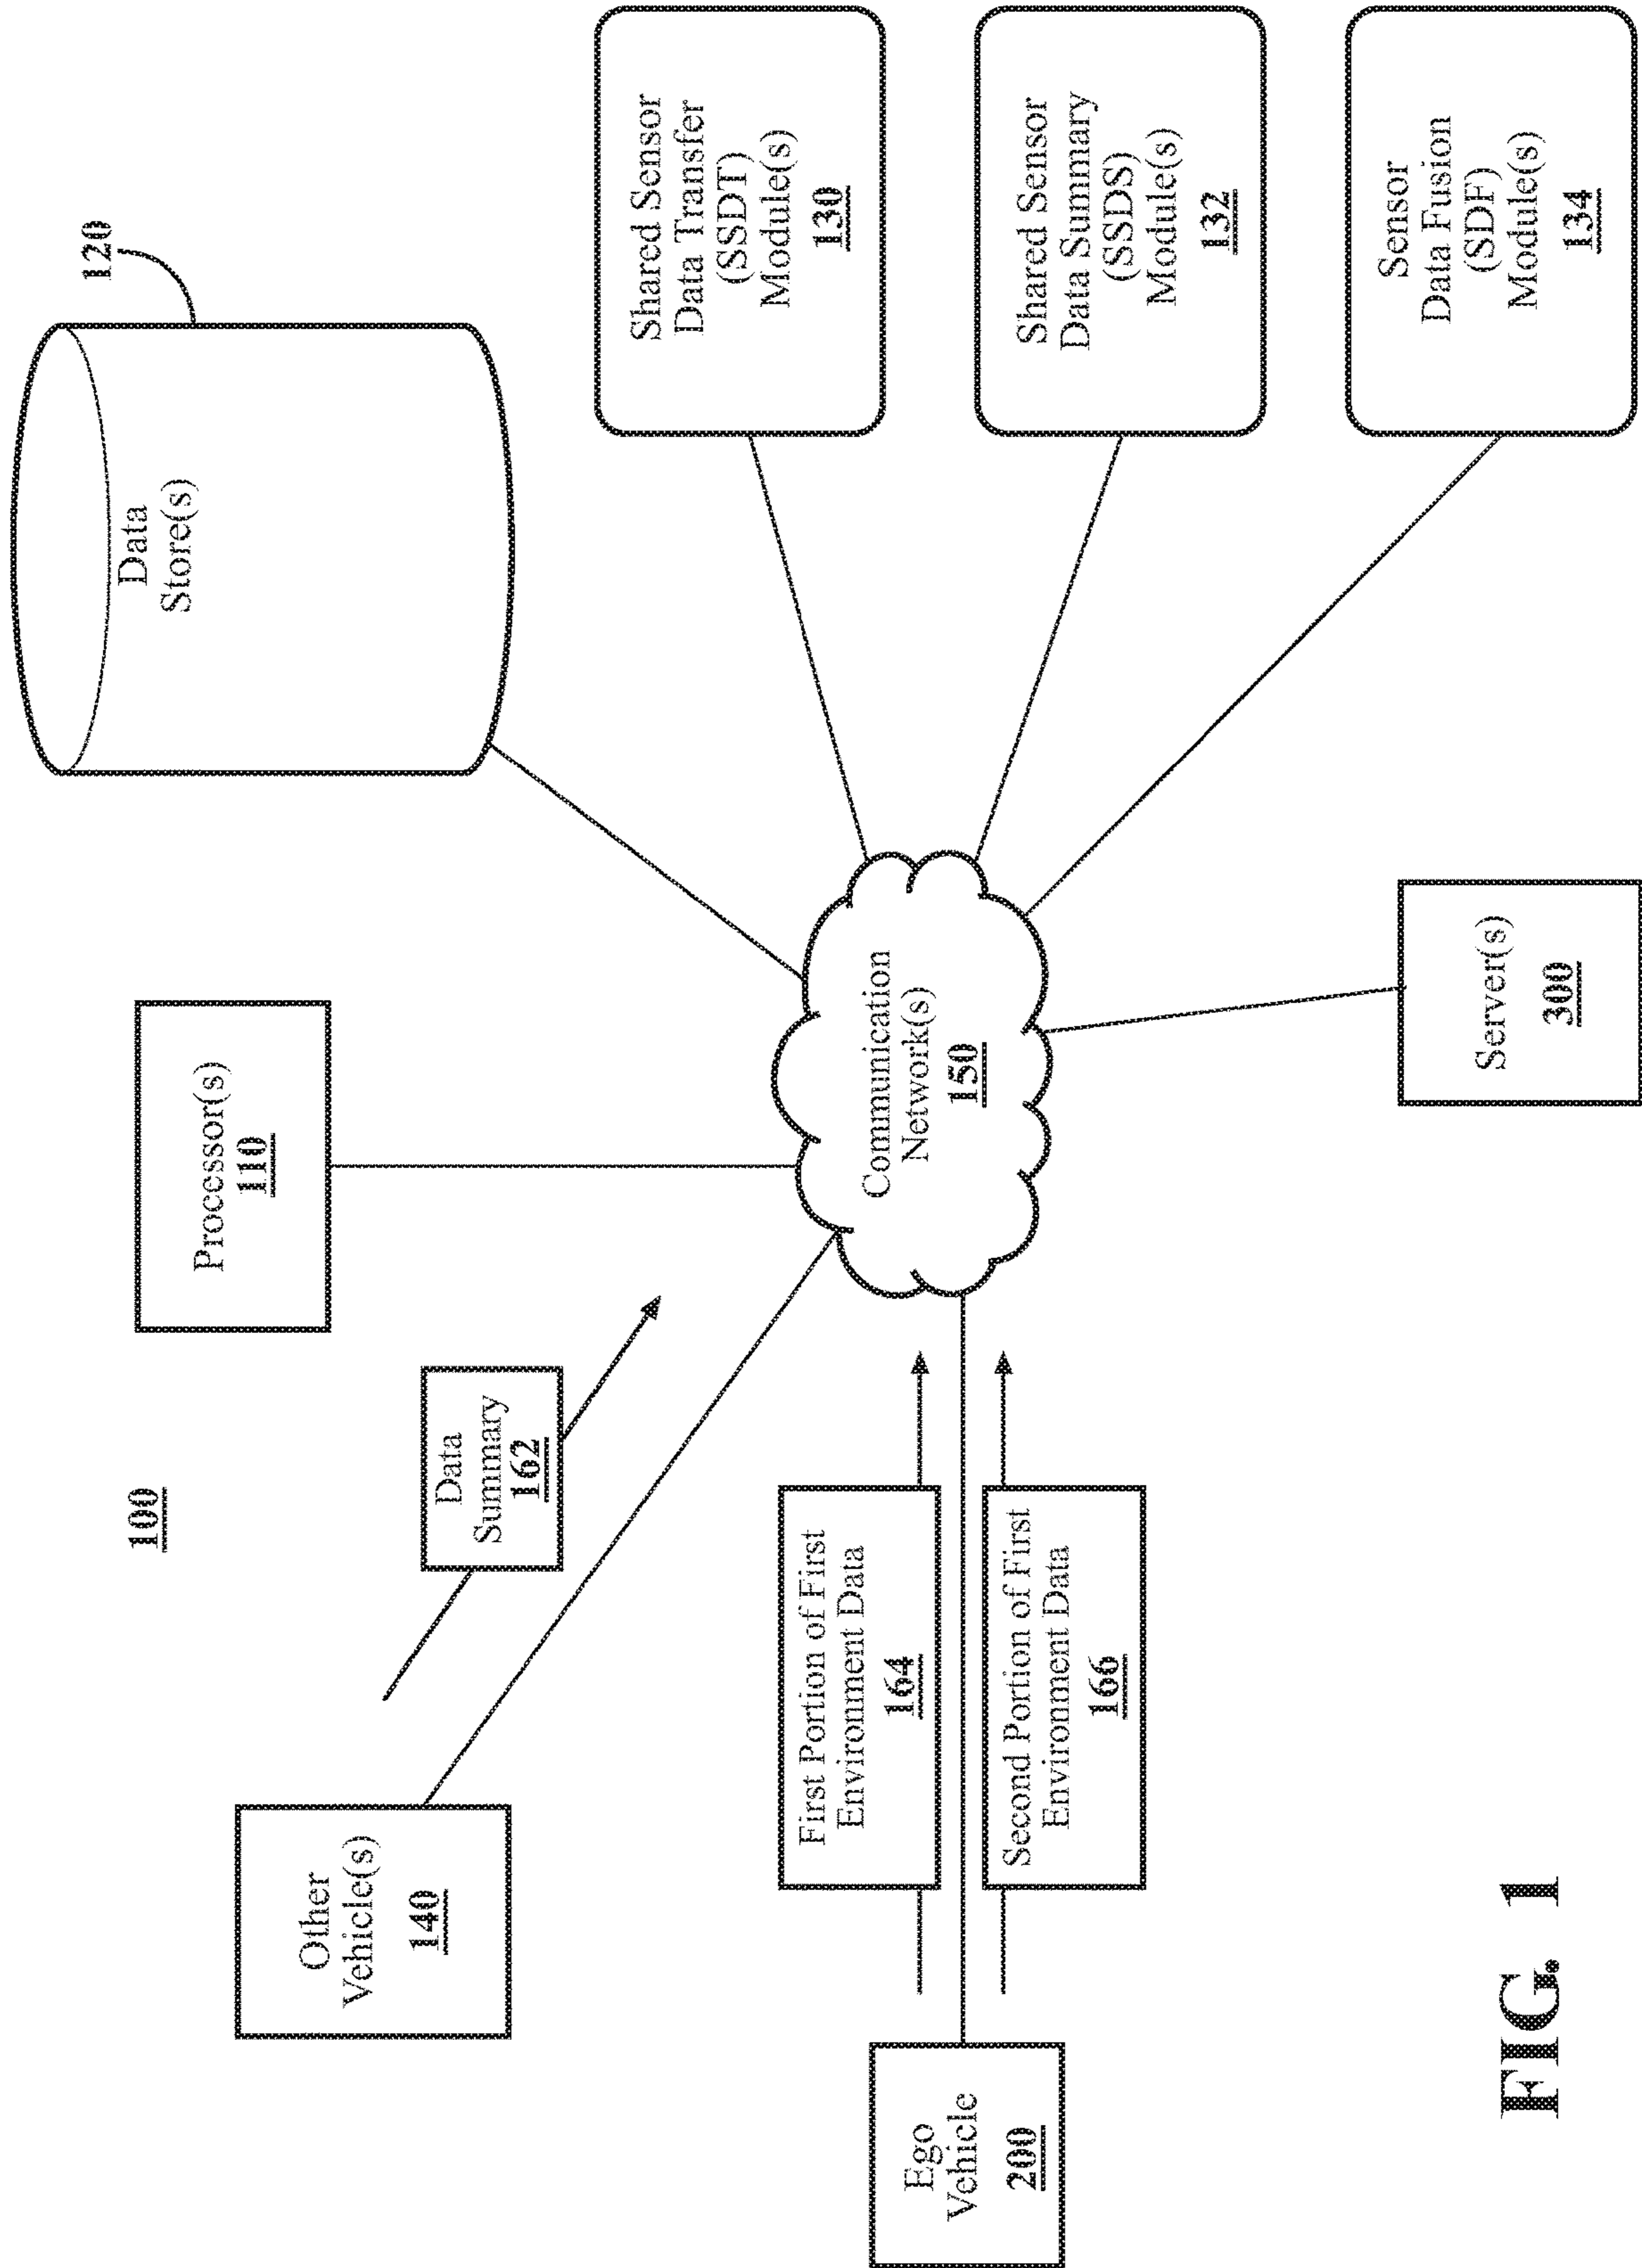 100
Other
Vehicle(s)
140
Data
Summary
162
Processor(s)
110
Data
Store(s)
120
Ego
Vehicle
200
First Portion of First
Environment Data
164
Second Portion of First
Environment Data
166
Communication
Network(s)
150
Shared Sensor
Data Transfer
(SSDT)
Module(s)
130
Shared Sensor
Data Summary
(SSDS)
Module(s)
132
Sensor
Data Fusion
(SDF)
Module(s)
134
Server(s)
300
FIG. 1